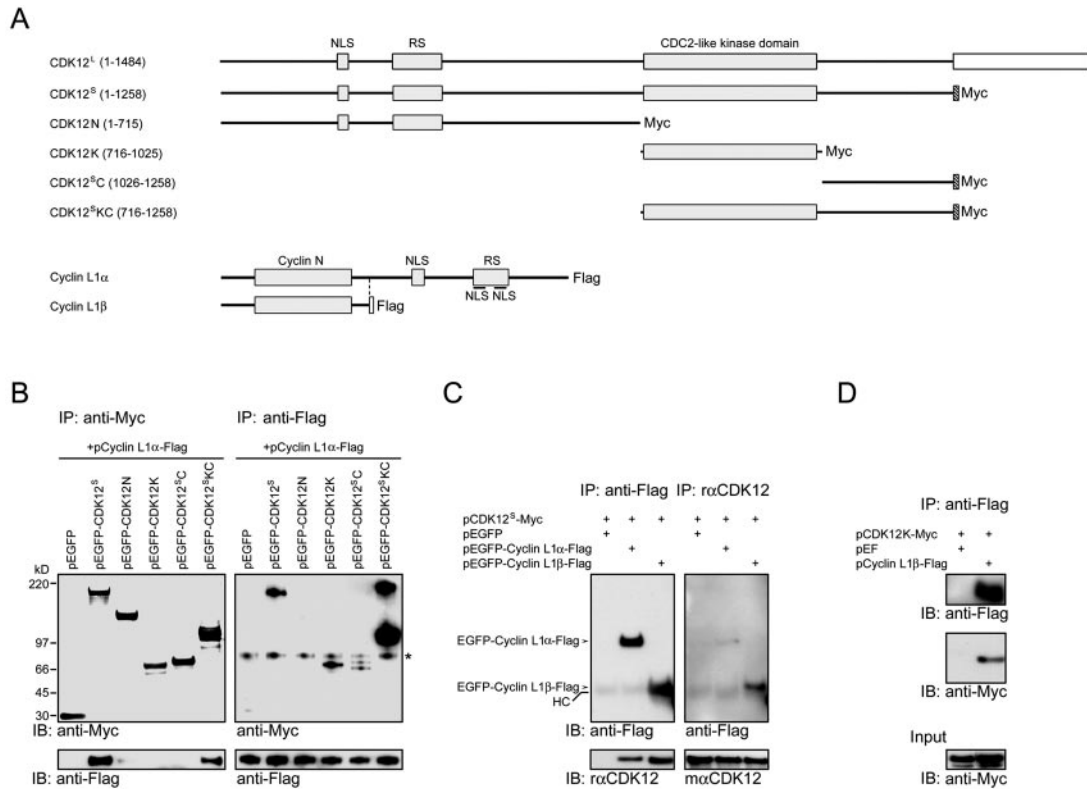 A
NLS RS CDC2-like kinase domain
CDK12ᴸ (1-1484)
CDK12ˢ (1-1258) Myc
CDK12N (1-715) Myc
CDK12K (716-1025) Myc
CDK12ˢC (1026-1258) Myc
CDK12ˢKC (716-1258) Myc
Cyclin N NLS RS
Cyclin L1α Flag
NLS NLS
Cyclin L1β Flag
B
IP: anti-Myc IP: anti-Flag
+pCyclin L1α-Flag +pCyclin L1α-Flag
pEGFP
pEGFP-CDK12ˢ
pEGFP-CDK12N
pEGFP-CDK12K
pEGFP-CDK12ˢC
pEGFP-CDK12ˢKC
pEGFP
pEGFP-CDK12ˢ
pEGFP-CDK12N
pEGFP-CDK12K
pEGFP-CDK12ˢC
pEGFP-CDK12ˢKC
kD
220
97
66
45
30
*
IB: anti-Myc anti-Myc
IB: anti-Flag anti-Flag
C
IP: anti-Flag IP: rαCDK12
pCDK12ˢ-Myc + + + + + +
pEGFP + +
pEGFP-Cyclin L1α-Flag + +
pEGFP-Cyclin L1β-Flag + +
EGFP-Cyclin L1α-Flag >
EGFP-Cyclin L1β-Flag >
HC
IB: anti-Flag anti-Flag
IB: rαCDK12 mαCDK12
D
IP: anti-Flag
pCDK12K-Myc + +
pEF +
pCyclin L1β-Flag +
IB: anti-Flag
IB: anti-Myc
Input
IB: anti-Myc